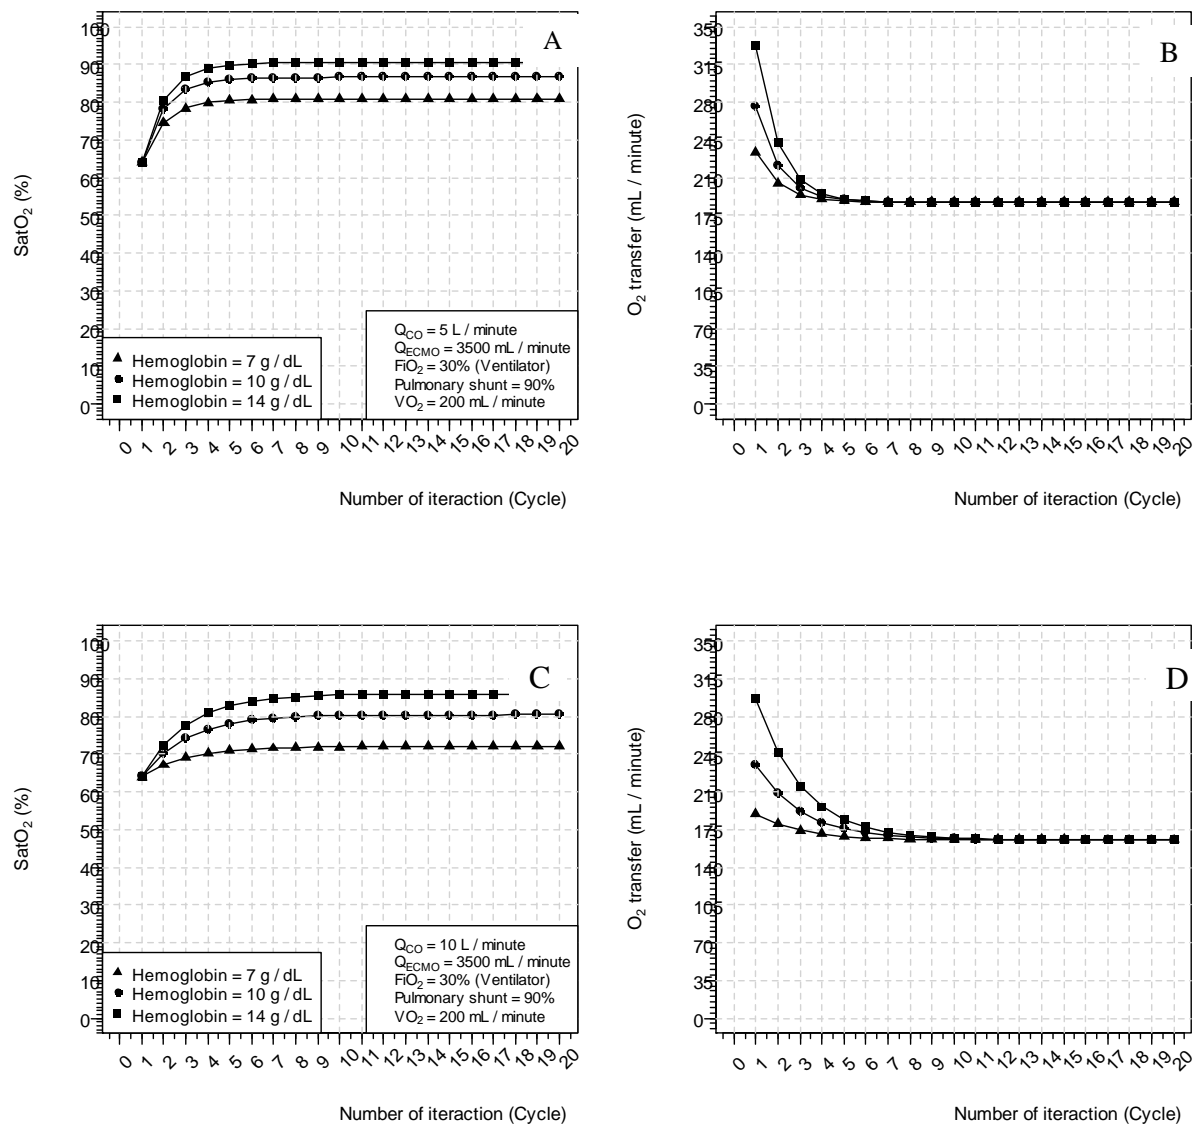 A
SatO2 (%)
100
90
80
70
60
50
40
30
20
10
0
Hemoglobin = 7 g / dL
Hemoglobin = 10 g / dL
Hemoglobin = 14 g / dL
QCO = 5 L / minute
QECMO = 3500 mL / minute
FiO2 = 30% (Ventilator)
Pulmonary shunt = 90%
VO2 = 200 mL / minute
0 1 2 3 4 5 6 7 8 9 10 11 12 13 14 15 16 17 18 19 20
Number of iteraction (Cycle)
B
O2 transfer (mL / minute)
350
315
280
245
210
175
140
105
70
35
0
0 1 2 3 4 5 6 7 8 9 10 11 12 13 14 15 16 17 18 19 20
Number of iteraction (Cycle)
C
SatO2 (%)
100
90
80
70
60
50
40
30
20
10
0
Hemoglobin = 7 g / dL
Hemoglobin = 10 g / dL
Hemoglobin = 14 g / dL
QCO = 10 L / minute
QECMO = 3500 mL / minute
FiO2 = 30% (Ventilator)
Pulmonary shunt = 90%
VO2 = 200 mL / minute
0 1 2 3 4 5 6 7 8 9 10 11 12 13 14 15 16 17 18 19 20
Number of iteraction (Cycle)
D
O2 transfer (mL / minute)
350
315
280
245
210
175
140
105
70
35
0
0 1 2 3 4 5 6 7 8 9 10 11 12 13 14 15 16 17 18 19 20
Number of iteraction (Cycle)